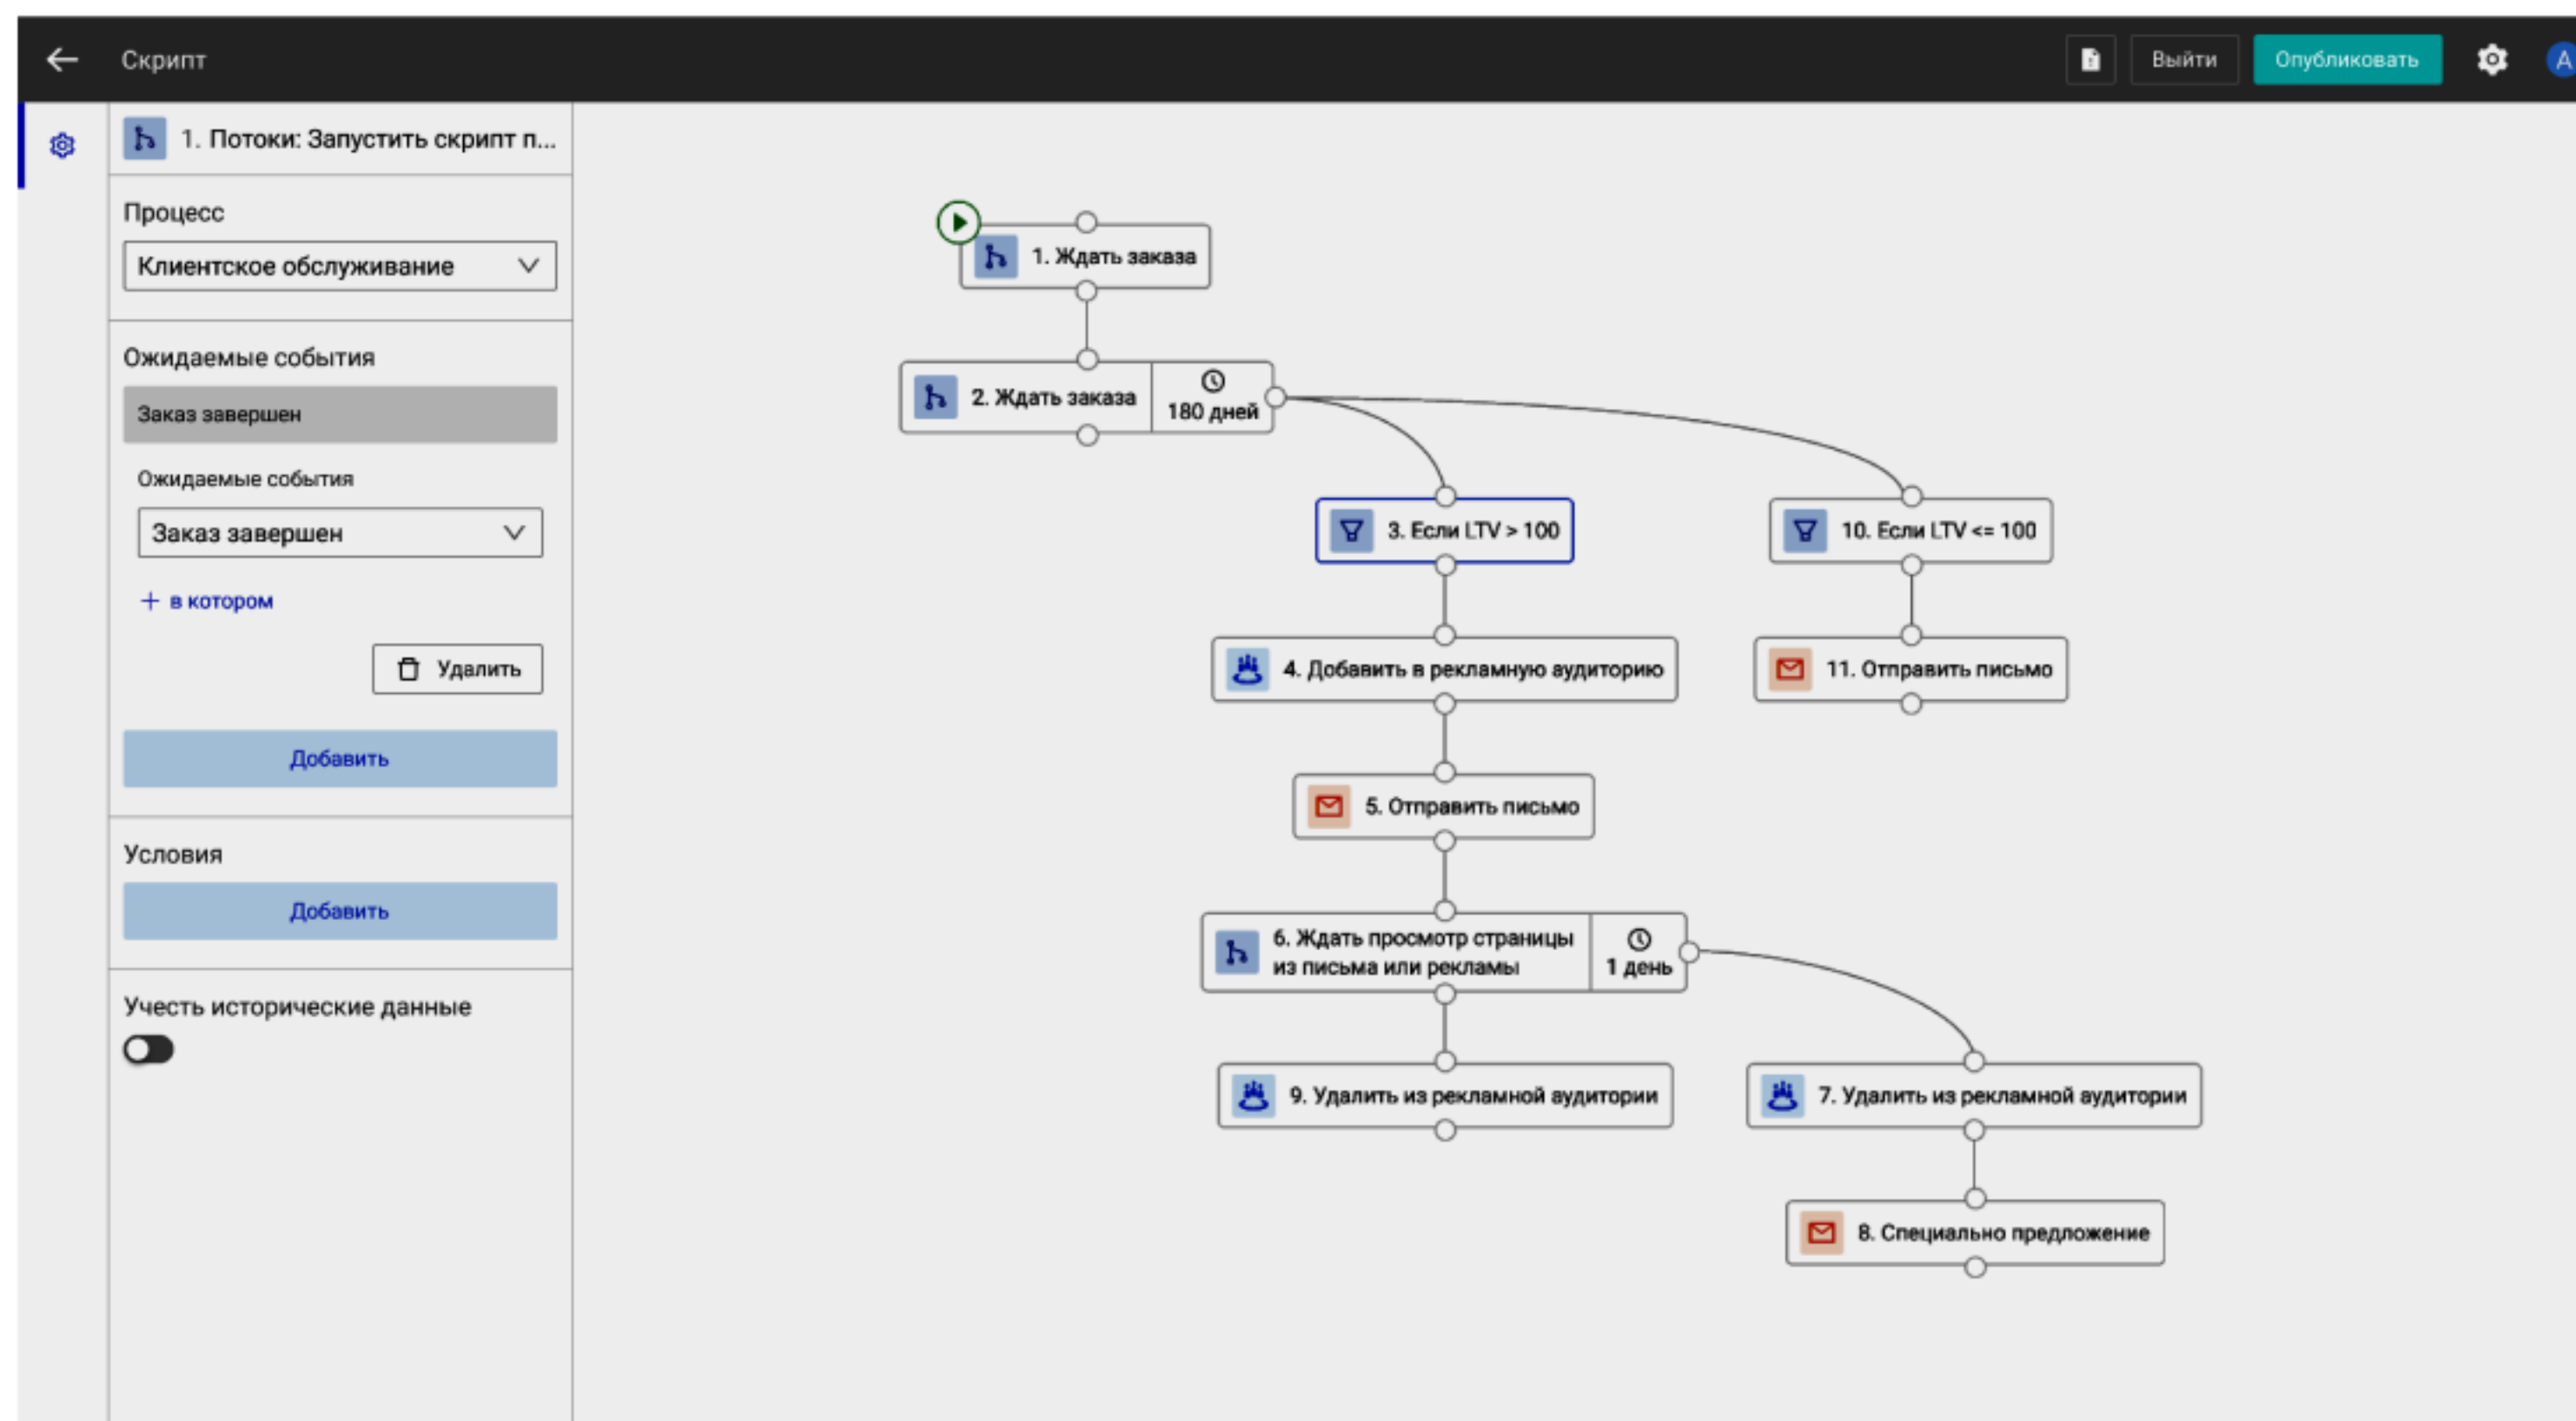 Скрипт
Выйти
Опубликовать
A
1. Потоки: Запустить скрипт п...
Процесс
Клиентское обслуживание
Ожидаемые события
Заказ завершен
Ожидаемые события
Заказ завершен
+ в котором
Удалить
Добавить
Условия
Добавить
Учесть исторические данные
1. Ждать заказа
2. Ждать заказа
180 дней
3. Если LTV > 100
10. Если LTV <= 100
4. Добавить в рекламную аудиторию
11. Отправить письмо
5. Отправить письмо
6. Ждать просмотр страницы
из письма или рекламы
1 день
9. Удалить из рекламной аудитории
7. Удалить из рекламной аудитории
8. Специально предложение